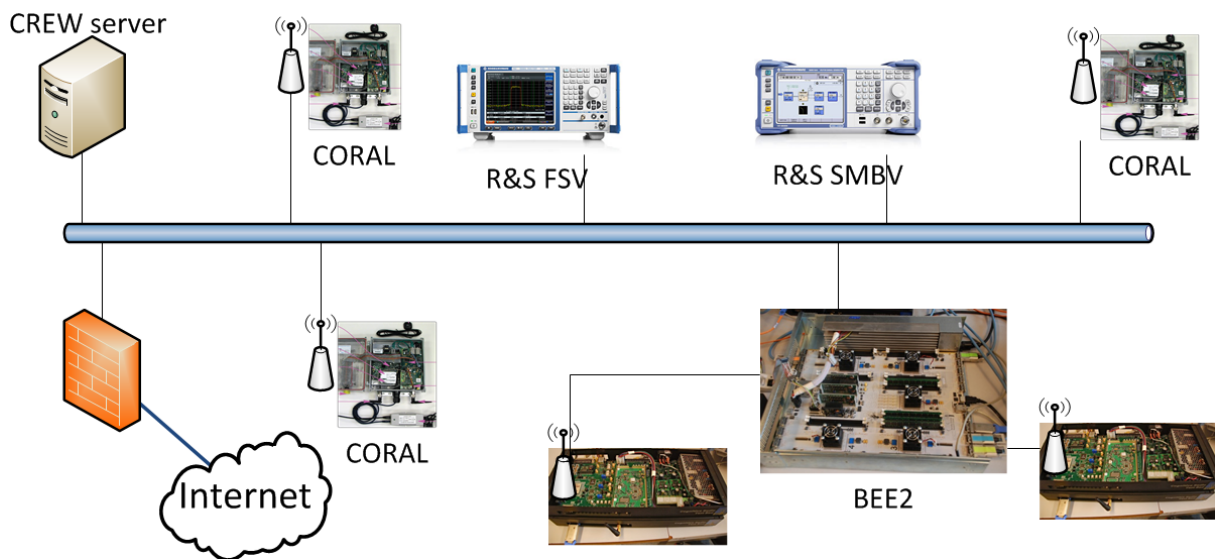 CREW server
CORAL
R&S FSV
R&S SMBV
CORAL
CORAL
Internet
BEE2